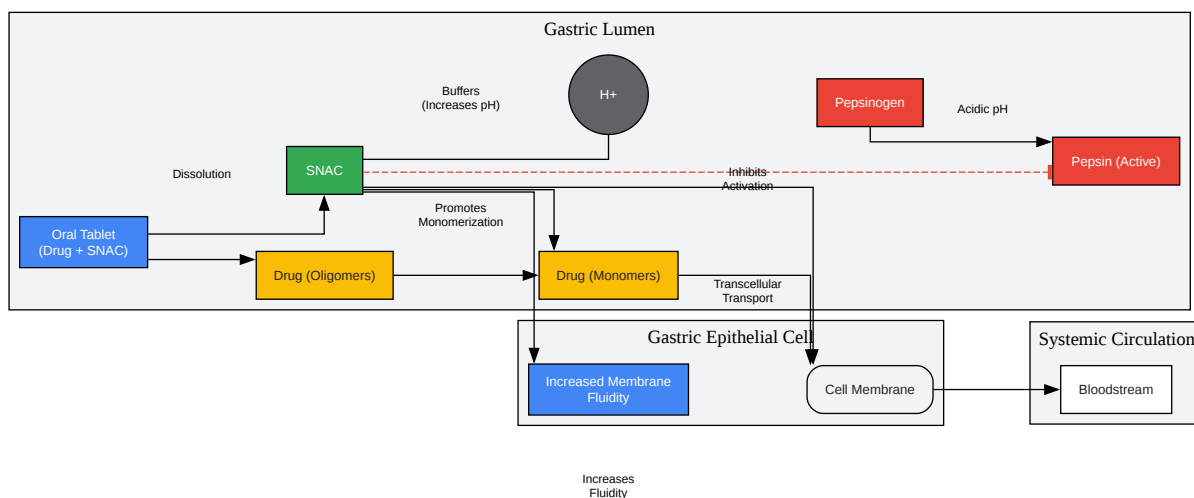 Gastric Lumen
Buffers
(Increases pH)
H+
Pepsinogen
Acidic pH
Pepsin (Active)
Dissolution
SNAC
Inhibits
Activation
Promotes
Monomerization
Oral Tablet
(Drug + SNAC)
Drug (Oligomers)
Drug (Monomers)
Transcellular
Transport
Gastric Epithelial Cell
Systemic Circulation
Increased Membrane
Fluidity
Cell Membrane
Bloodstream
Increases
Fluidity